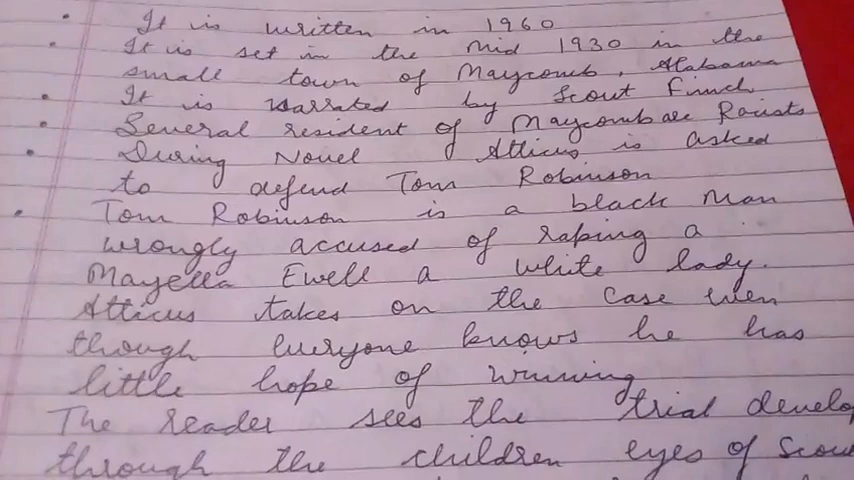 It is written in 1960
It is set in the mid 1930 in the
small town of Maycomb, Alabama
It is narrated by Scout Finch
Several resident of Maycomb are Racists
During Novel Atticus is asked
to defend Tom Robinson
Tom Robinson is a black man
wrongly accused of raping a
Mayella Ewell a white lady.
Atticus takes on the case even
though everyone knows he has
little hope of winning
The reader sees the trial develo
through the children eyes of Scou